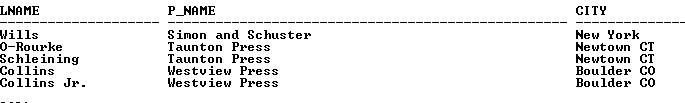 LNAME P_NAME CITY
Wills Simon and Schuster New York
O-Rourke Taunton Press Newtown CT
Schleining Taunton Press Newtown CT
Collins Westview Press Boulder CO
Collins Jr. Westview Press Boulder CO